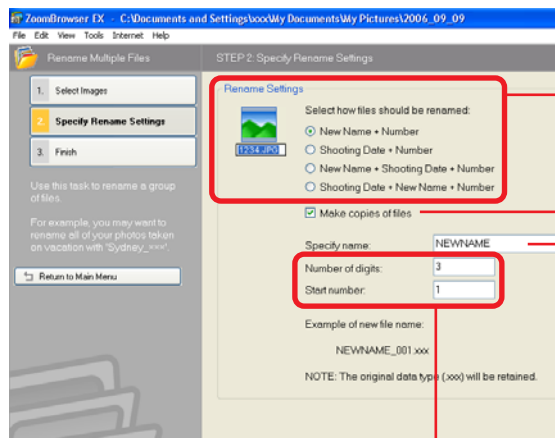 ZoomBrowser EX - C:\Documents and Settings\xxx\My Documents\My Pictures\2006_09_09
File Edit View Tools Internet Help
Rename Multiple Files
STEP 2: Specify Rename Settings
1. Select Images
2. Specify Rename Settings
3. Finish
Use this task to rename a group
of files.
For example, you may want to
rename all of your photos taken
on vacation with 'Sydney_***'.
Return to Main Menu
Rename Settings
Select how files should be renamed:
New Name + Number
Shooting Date + Number
New Name + Shooting Date + Number
Shooting Date + New Name + Number
Make copies of files
Specify name: NEWNAME
Number of digits: 3
Start number: 1
Example of new file name:
NEWNAME_001.xxx
NOTE: The original data type (.xxx) will be retained.